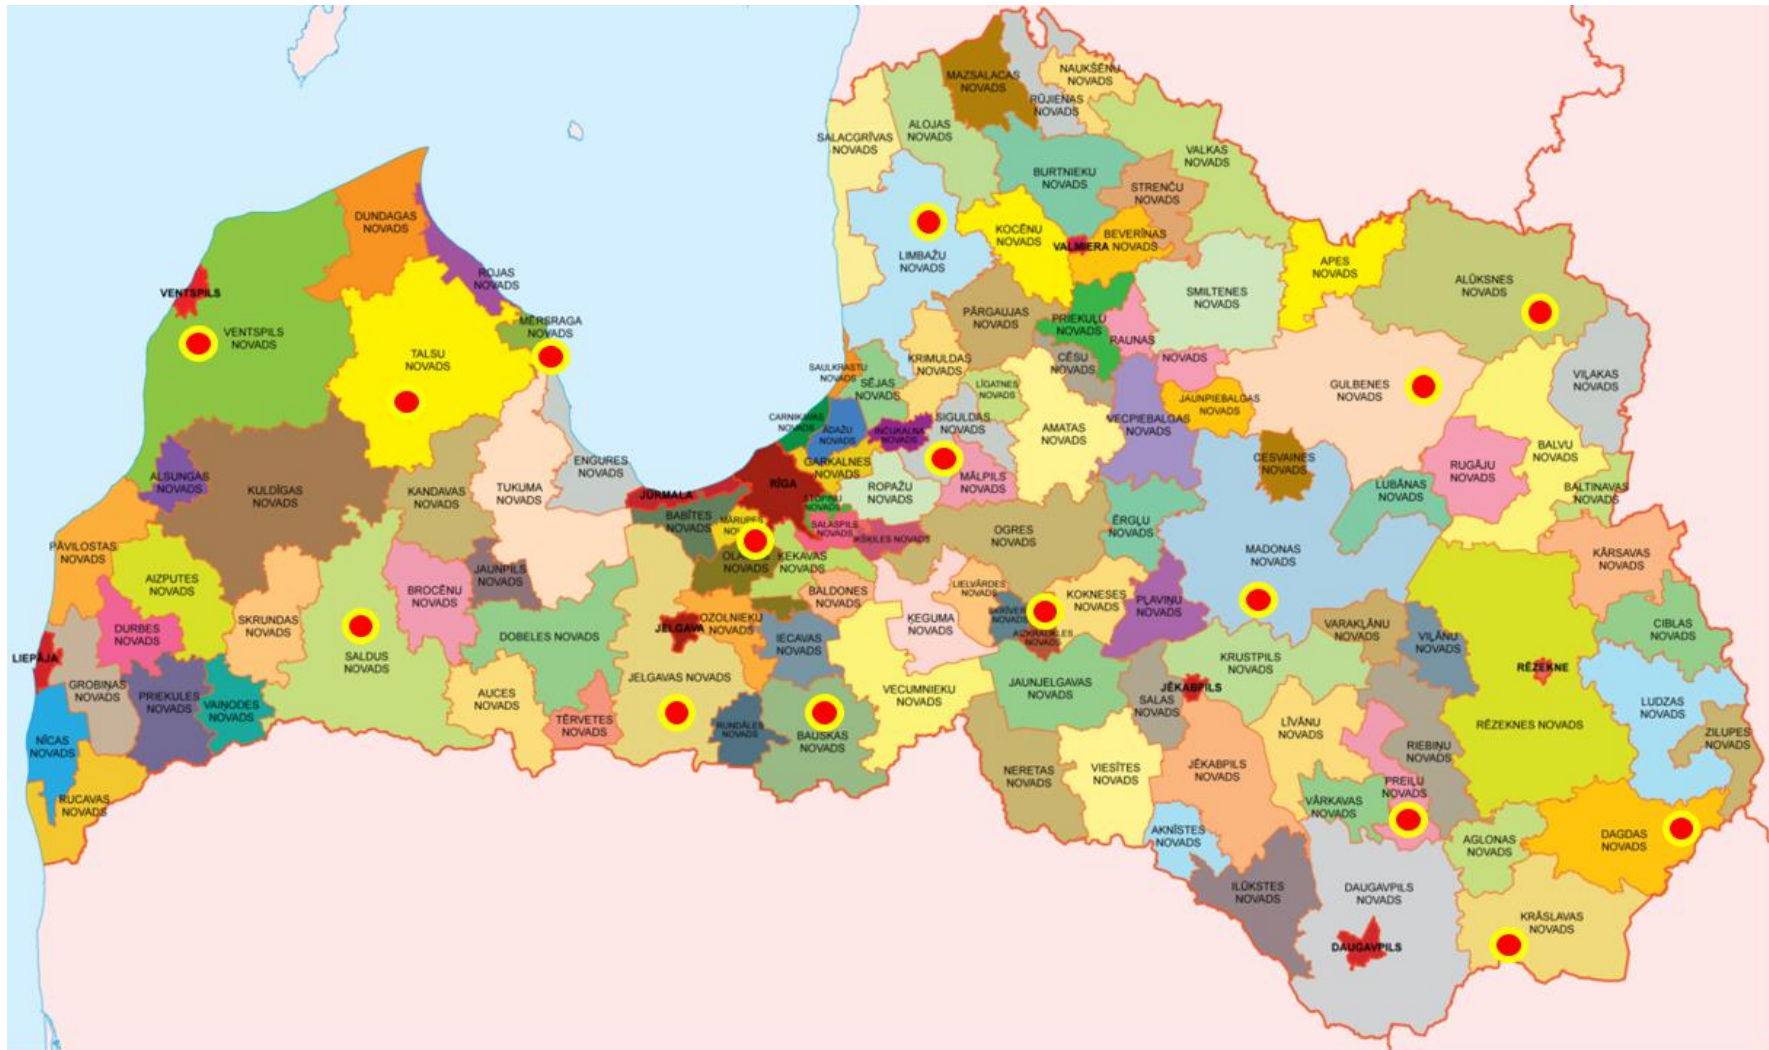 MAZSALACAS
NOVADS
NAUKŠĒNU
NOVADS
RŪJIENAS
NOVADS
ALOJAS
NOVADS
SALACGRĪVAS
NOVADS
VALKAS
NOVADS
BURTNIEKU
NOVADS
STRENČU
NOVADS
DUNDAGAS
NOVADS
KOCĒNU
NOVADS
VALMIERA
BEVERĪNAS
NOVADS
LIMBAŽU
NOVADS
APES
NOVADS
ALŪKSNES
NOVADS
ROJAS
NOVADS
VENTSPILS
SMILTENES
NOVADS
VENTSPILS
NOVADS
MĒRSRAGA
NOVADS
TALSU
NOVADS
PĀRGAUJAS
NOVADS
PRIEKUĻU
NOVADS
RAUNAS
NOVADS
CĒSU
NOVADS
KRIMULDAS
NOVADS
SAULKRASTU
NOVADS
SĒJAS
NOVADS
LĪGATNES
NOVADS
GULBENES
NOVADS
VIĻAKAS
NOVADS
JAUNPIEBALGAS
NOVADS
VECPIEBALGAS
NOVADS
CARNIKAVAS
NOVADS
ĀDAŽU
NOVADS
INČUKALNA
NOVADS
SIGULDAS
NOVADS
AMATAS
NOVADS
BALVU
NOVADS
RUGĀJU
NOVADS
CESVAINES
NOVADS
LUBĀNAS
NOVADS
BALTINAVAS
NOVADS
ALSUNGAS
NOVADS
KULDĪGAS
NOVADS
KANDAVAS
NOVADS
TUKUMA
NOVADS
ENGURES
NOVADS
JŪRMALA
RĪGA
GARKALNES
NOVADS
ROPAŽU
NOVADS
MĀLPILS
NOVADS
BABĪTES
NOVADS
MĀRUPES
STOPIŅU
NOVADS
SALASPILS
NOVADS
IKŠĶILES NOVADS
OGRES
NOVADS
ĒRGĻU
NOVADS
MADONAS
NOVADS
KĀRSAVAS
NOVADS
PĀVILOSTAS
NOVADS
AIZPUTES
NOVADS
NOVADS
ĶEKAVAS
NOVADS
JAUNPILS
NOVADS
BROCĒNU
NOVADS
BALDONES
NOVADS
LIELVĀRDES
NOVADS
KOKNESES
NOVADS
PĻAVIŅU
NOVADS
SKRUNDAS
NOVADS
DURBES
NOVADS
SALDUS
NOVADS
DOBELES NOVADS
JELGAVA
OZOLNIEKU
NOVADS
IECAVAS
NOVADS
ĶEGUMA
NOVADS
NOVADS
AIZKRAUKLES
NOVADS
VARAKĻĀNU
NOVADS
VIĻĀNU
NOVADS
CIBLAS
NOVADS
LIEPĀJA
GROBIŅAS
NOVADS
PRIEKULES
NOVADS
VAIŅODES
NOVADS
AUCES
NOVADS
TĒRVETES
NOVADS
JELGAVAS NOVADS
RUNDĀLES
NOVADS
BAUSKAS
NOVADS
VECUMNIEKU
NOVADS
JAUNJELGAVAS
NOVADS
KRUSTPILS
NOVADS
JĒKABPILS
SALAS
NOVADS
RĒZEKNE
LUDZAS
NOVADS
LĪVĀNU
NOVADS
RĒZEKNES NOVADS
ZILUPES
NOVADS
NĪCAS
NOVADS
RUCAVAS
NOVADS
NERETAS
NOVADS
VIESĪTES
NOVADS
JĒKABPILS
NOVADS
RIEBIŅU
NOVADS
PREIĻU
NOVADS
VĀRKAVAS
NOVADS
AKNĪSTES
NOVADS
AGLONAS
NOVADS
DAGDAS
NOVADS
ILŪKSTES
NOVADS
DAUGAVPILS
NOVADS
DAUGAVPILS
KRĀSLAVAS
NOVADS